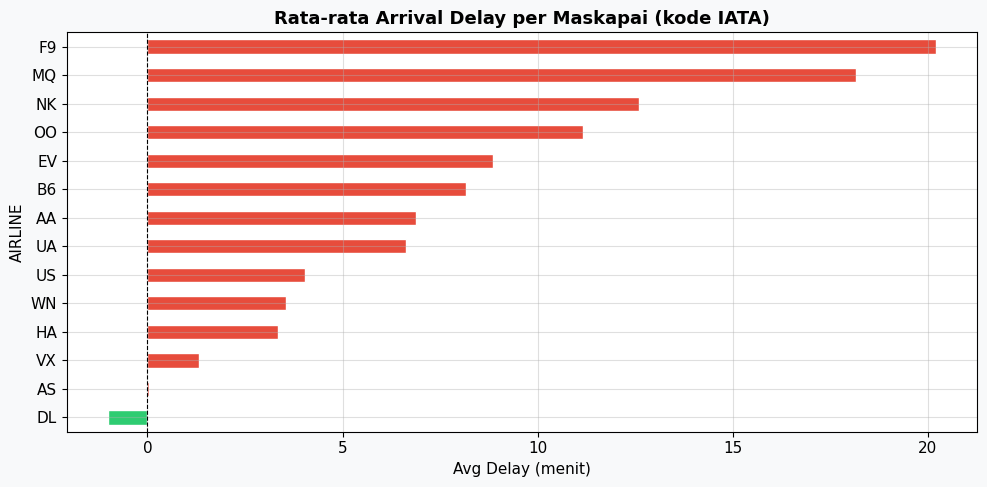 Rata-rata Arrival Delay per Maskapai (kode IATA)
AIRLINE
F9
MQ
NK
OO
EV
B6
AA
UA
US
WN
HA
VX
AS
DL
0 5 10 15 20
Avg Delay (menit)